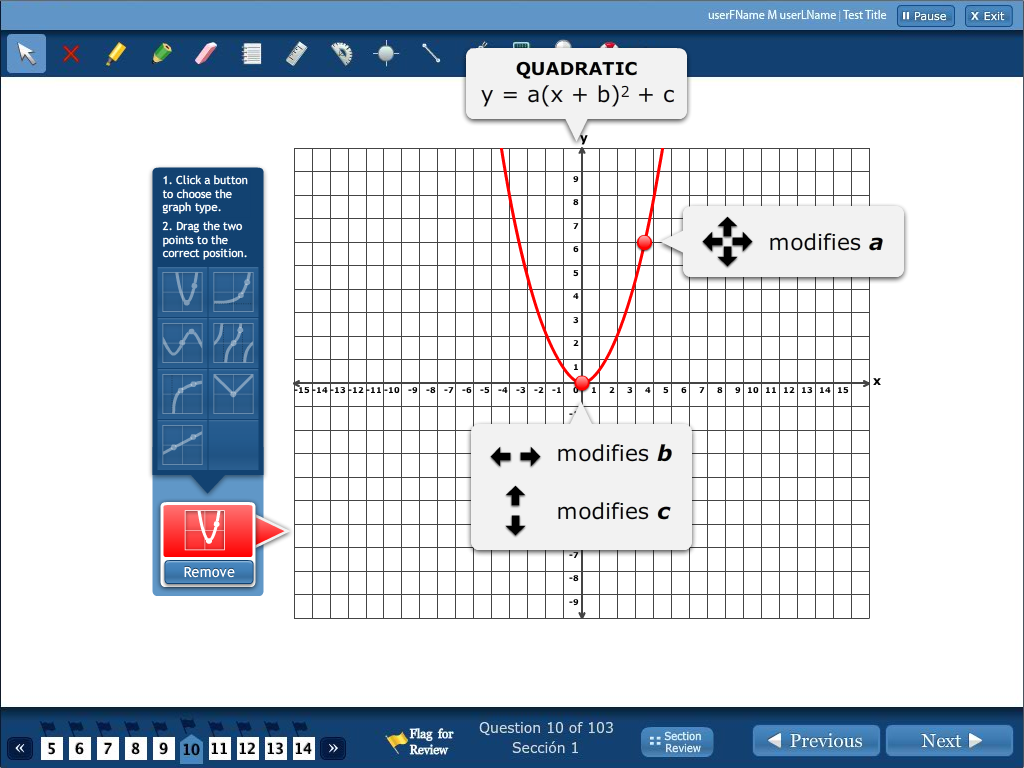 userFName M userLName | Test Title
Pause
X Exit
QUADRATIC
y = a(x + b)² + c
y
1. Click a button
to choose the
graph type.
2. Drag the two
points to the
correct position.
9
8
7
6
5
4
3
2
1
modifies a
-15 -14 -13 -12 -11 -10 -9 -8 -7 -6 -5 -4 -3 -2 -1 0 1 2 3 4 5 6 7 8 9 10 11 12 13 14 15
x
modifies b
modifies c
-7
-8
-9
Remove
« 5 6 7 8 9 10 11 12 13 14 »
Flag for
Review
Question 10 of 103
Sección 1
Section
Review
Previous
Next